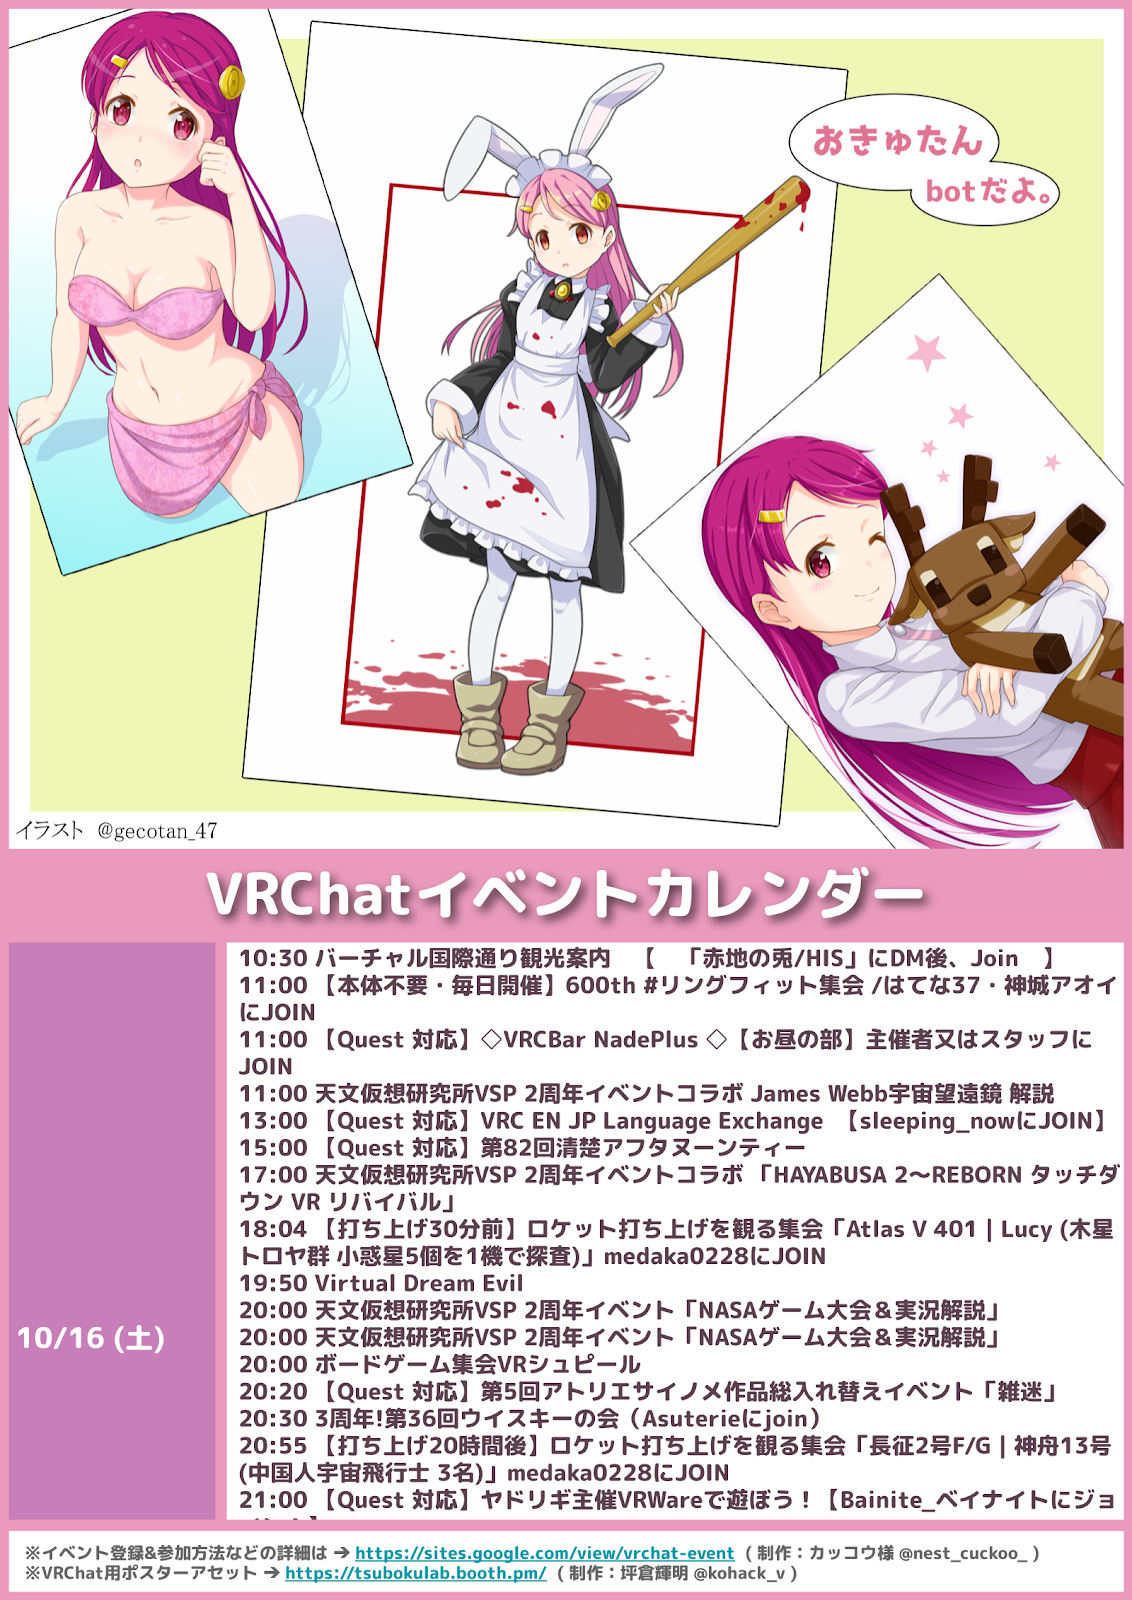 おきゅたん
botだよ。
イラスト　@gecotan_47
VRChatイベントカレンダー
10/16 (土)
10:30 バーチャル国際通り観光案内　【　「赤地の兎/HIS」にDM後、Join　】
11:00 【本体不要・毎日開催】600th #リングフィット集会 /はてな37・神城アオイ
にJOIN
11:00 【Quest 対応】◇VRCBar NadePlus ◇【お昼の部】主催者又はスタッフに
JOIN
11:00 天文仮想研究所VSP 2周年イベントコラボ James Webb宇宙望遠鏡 解説
13:00 【Quest 対応】VRC EN JP Language Exchange　【sleeping_nowにJOIN】
15:00 【Quest 対応】第82回清楚アフタヌーンティー
17:00 天文仮想研究所VSP 2周年イベントコラボ 「HAYABUSA 2～REBORN タッチダ
ウン VR リバイバル」
18:04 【打ち上げ30分前】ロケット打ち上げを観る集会「Atlas V 401 | Lucy (木星
トロヤ群 小惑星5個を1機で探査)」medaka0228にJOIN
19:50 Virtual Dream Evil
20:00 天文仮想研究所VSP 2周年イベント「NASAゲーム大会＆実況解説」
20:00 天文仮想研究所VSP 2周年イベント「NASAゲーム大会＆実況解説」
20:00 ボードゲーム集会VRシュピール
20:20 【Quest 対応】第5回アトリエサイノメ作品総入れ替えイベント「雑迷」
20:30 3周年!第36回ウイスキーの会（Asuterieにjoin）
20:55 【打ち上げ20時間後】ロケット打ち上げを観る集会「長征2号F/G | 神舟13号
(中国人宇宙飛行士 3名)」medaka0228にJOIN
21:00 【Quest 対応】ヤドリギ主催VRWareで遊ぼう！【Bainite_ベイナイトにジョ
※イベント登録&参加方法などの詳細は → https://sites.google.com/view/vrchat-event （ 制作：カッコウ様 @nest_cuckoo_ ）
※VRChat用ポスターアセット → https://tsubokulab.booth.pm/ （ 制作：坪倉輝明 @kohack_v ）